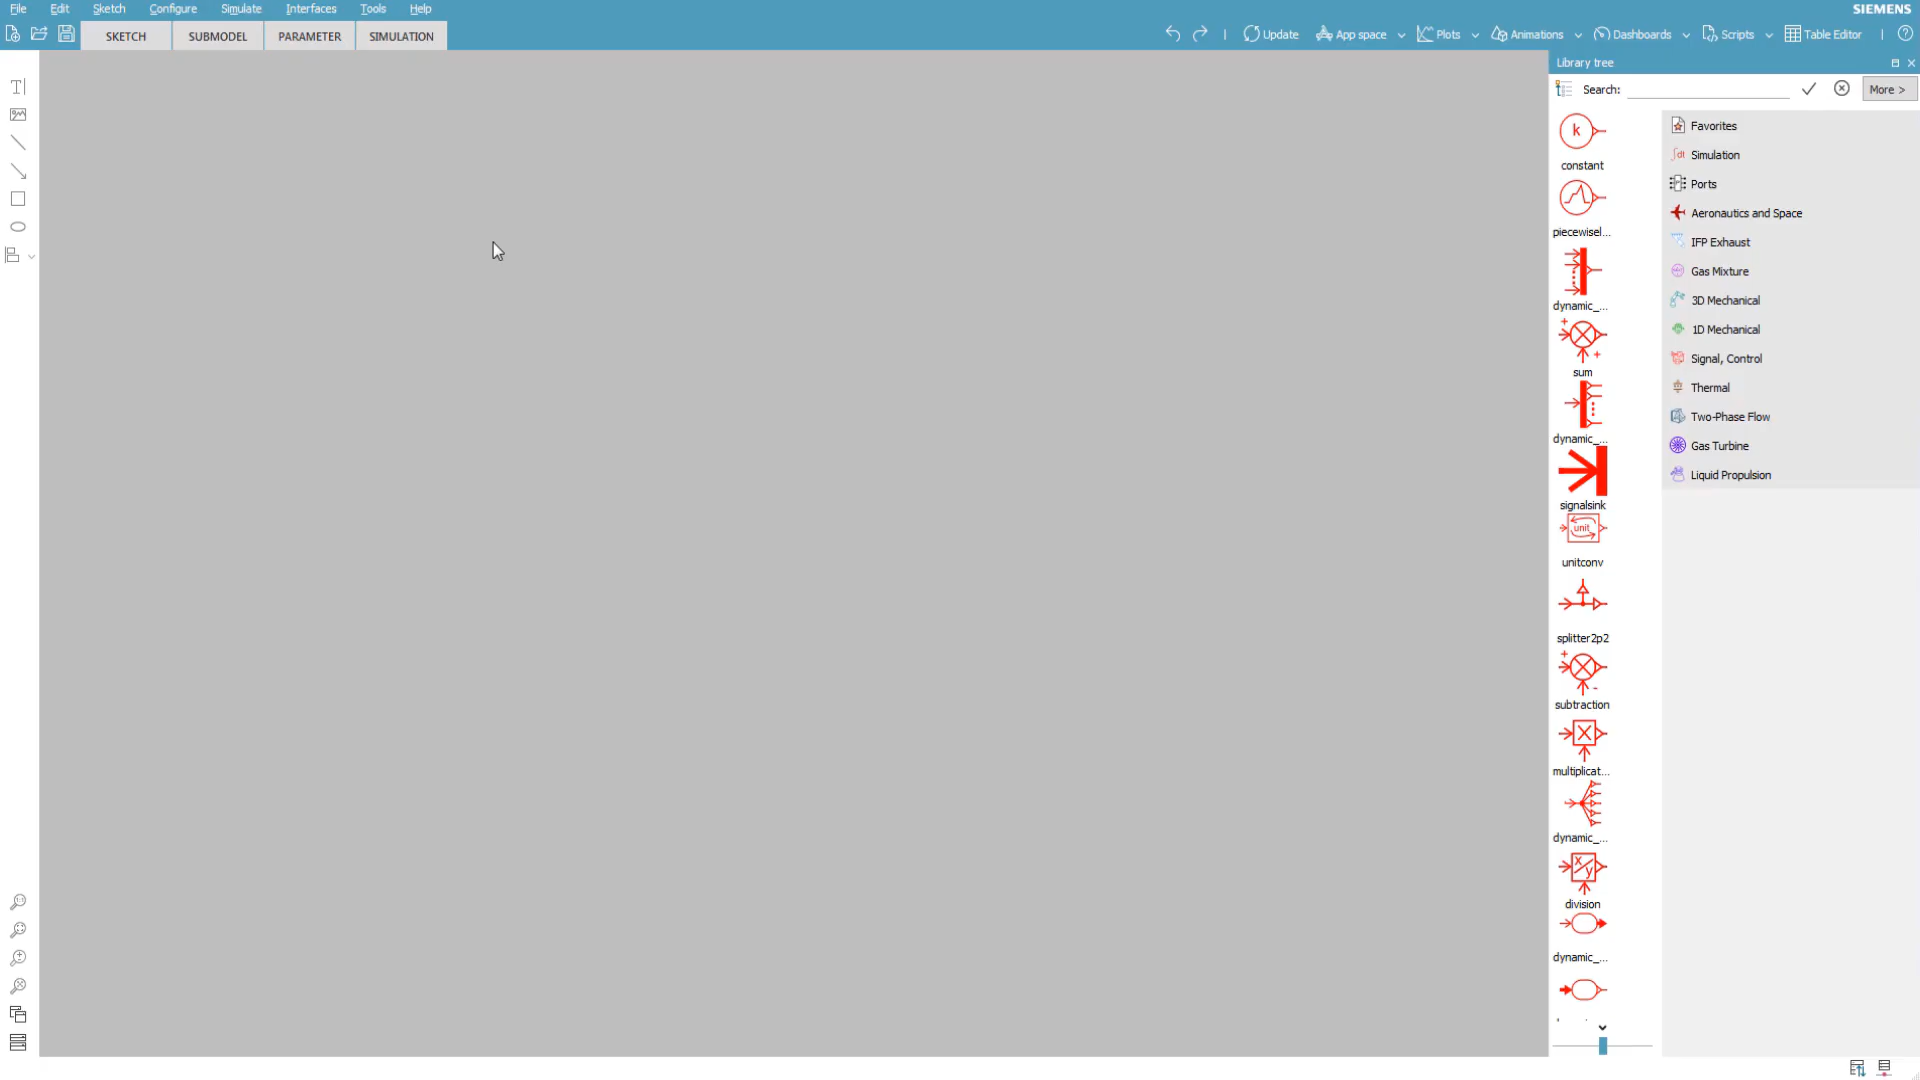 File Edit Sketch Configure Simulate Interfaces Tools Help SIEMENS
SKETCH SUBMODEL PARAMETER SIMULATION Update App space Plots Animations Dashboards Scripts Table Editor
Library tree
Search: More >
T
k
constant
piecewisel...
dynamic_...
sum
dynamic_...
signalsink
unit
unitconv
splitter2p2
subtraction
X
multiplicat...
dynamic_...
x/y
division
dynamic_...
Favorites
Simulation
Ports
Aeronautics and Space
IFP Exhaust
Gas Mixture
3D Mechanical
1D Mechanical
Signal, Control
Thermal
Two-Phase Flow
Gas Turbine
Liquid Propulsion